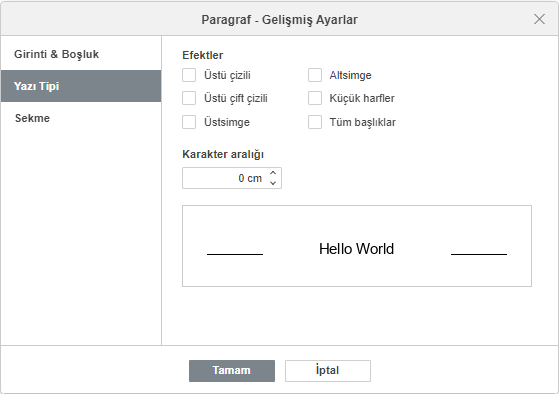 Paragraf - Gelişmiş Ayarlar
Girinti & Boşluk
Yazı Tipi
Sekme
Efektler
Üstü çizili
Altsimge
Üstü çift çizili
Küçük harfler
Üstsimge
Tüm başlıklar
Karakter aralığı
0 cm
Hello World
Tamam
İptal